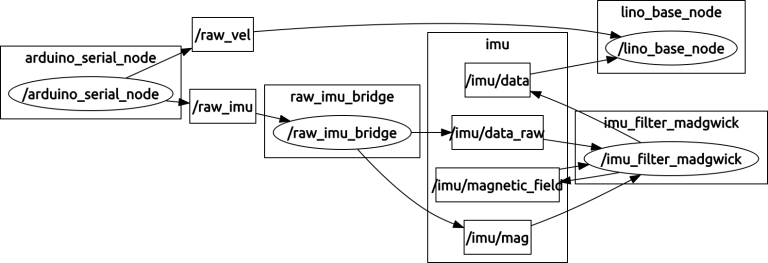 arduino_serial_node
/arduino_serial_node
/raw_vel
/raw_imu
raw_imu_bridge
/raw_imu_bridge
imu
/imu/data
/imu/data_raw
/imu/magnetic_field
/imu/mag
lino_base_node
/lino_base_node
imu_filter_madgwick
/imu_filter_madgwick